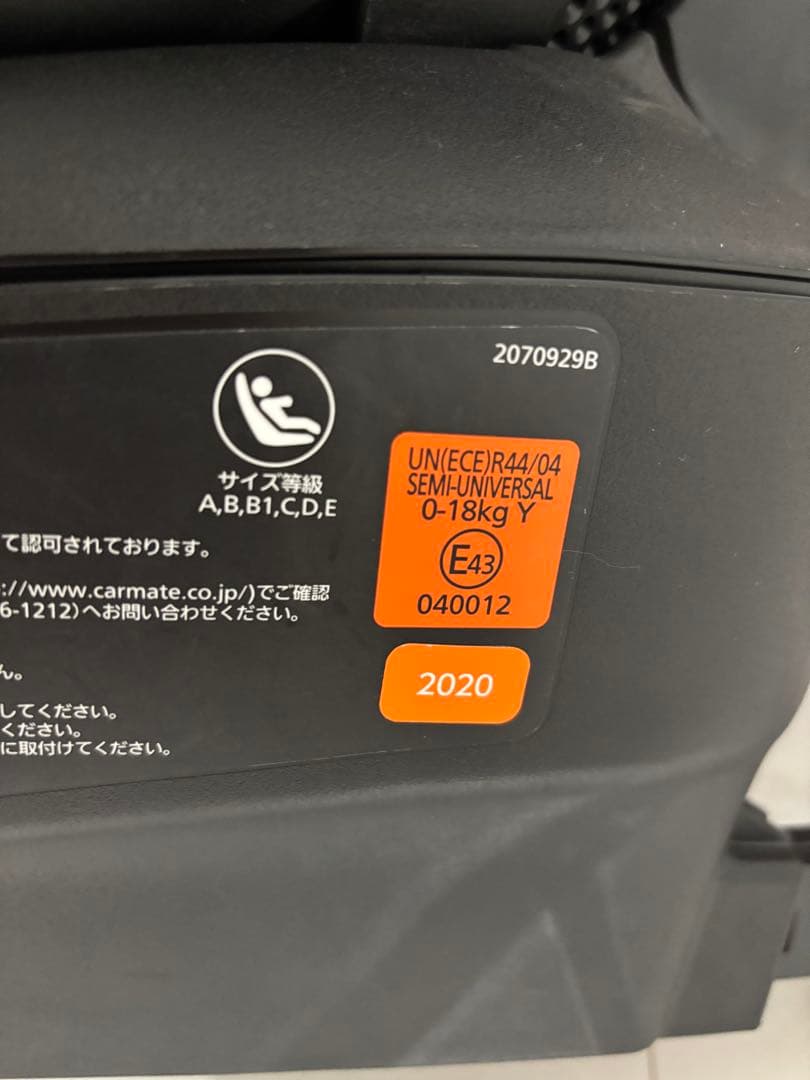 2070929B
サイズ等級
A,B,B1,C,D,E
UN(ECE)R44/04
SEMI-UNIVERSAL
0-18kg Y
E43
040012
て認可されております。
://www.carmate.co.jp/)でご確認
6-1212)へお問い合わせください。
ん。
2020
してください。
ください。
に取付けてください。